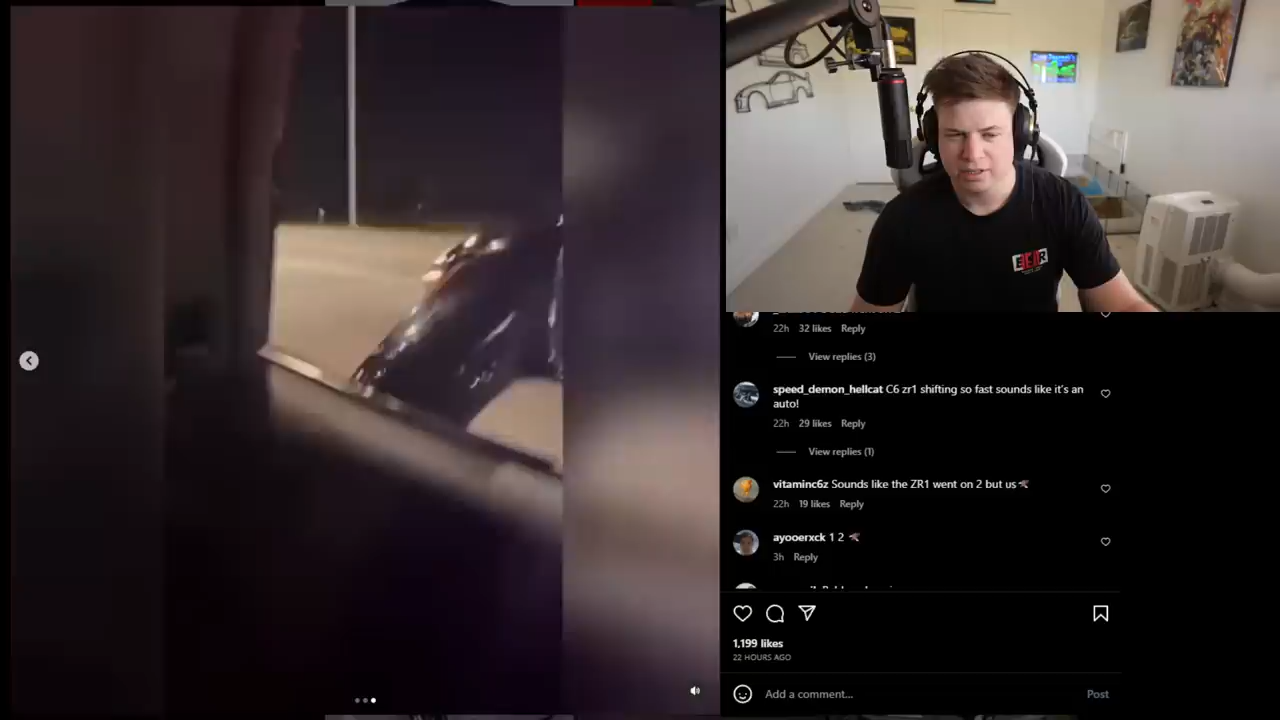 22h 32 likes Reply
View replies (3)
speed_demon_hellcat C6 zr1 shifting so fast sounds like it's an
auto!
22h 29 likes Reply
View replies (1)
vitaminc6z Sounds like the ZR1 went on 2 but us
22h 19 likes Reply
ayooerxck 1 2
3h Reply
1,199 likes
22 HOURS AGO
Add a comment... Post